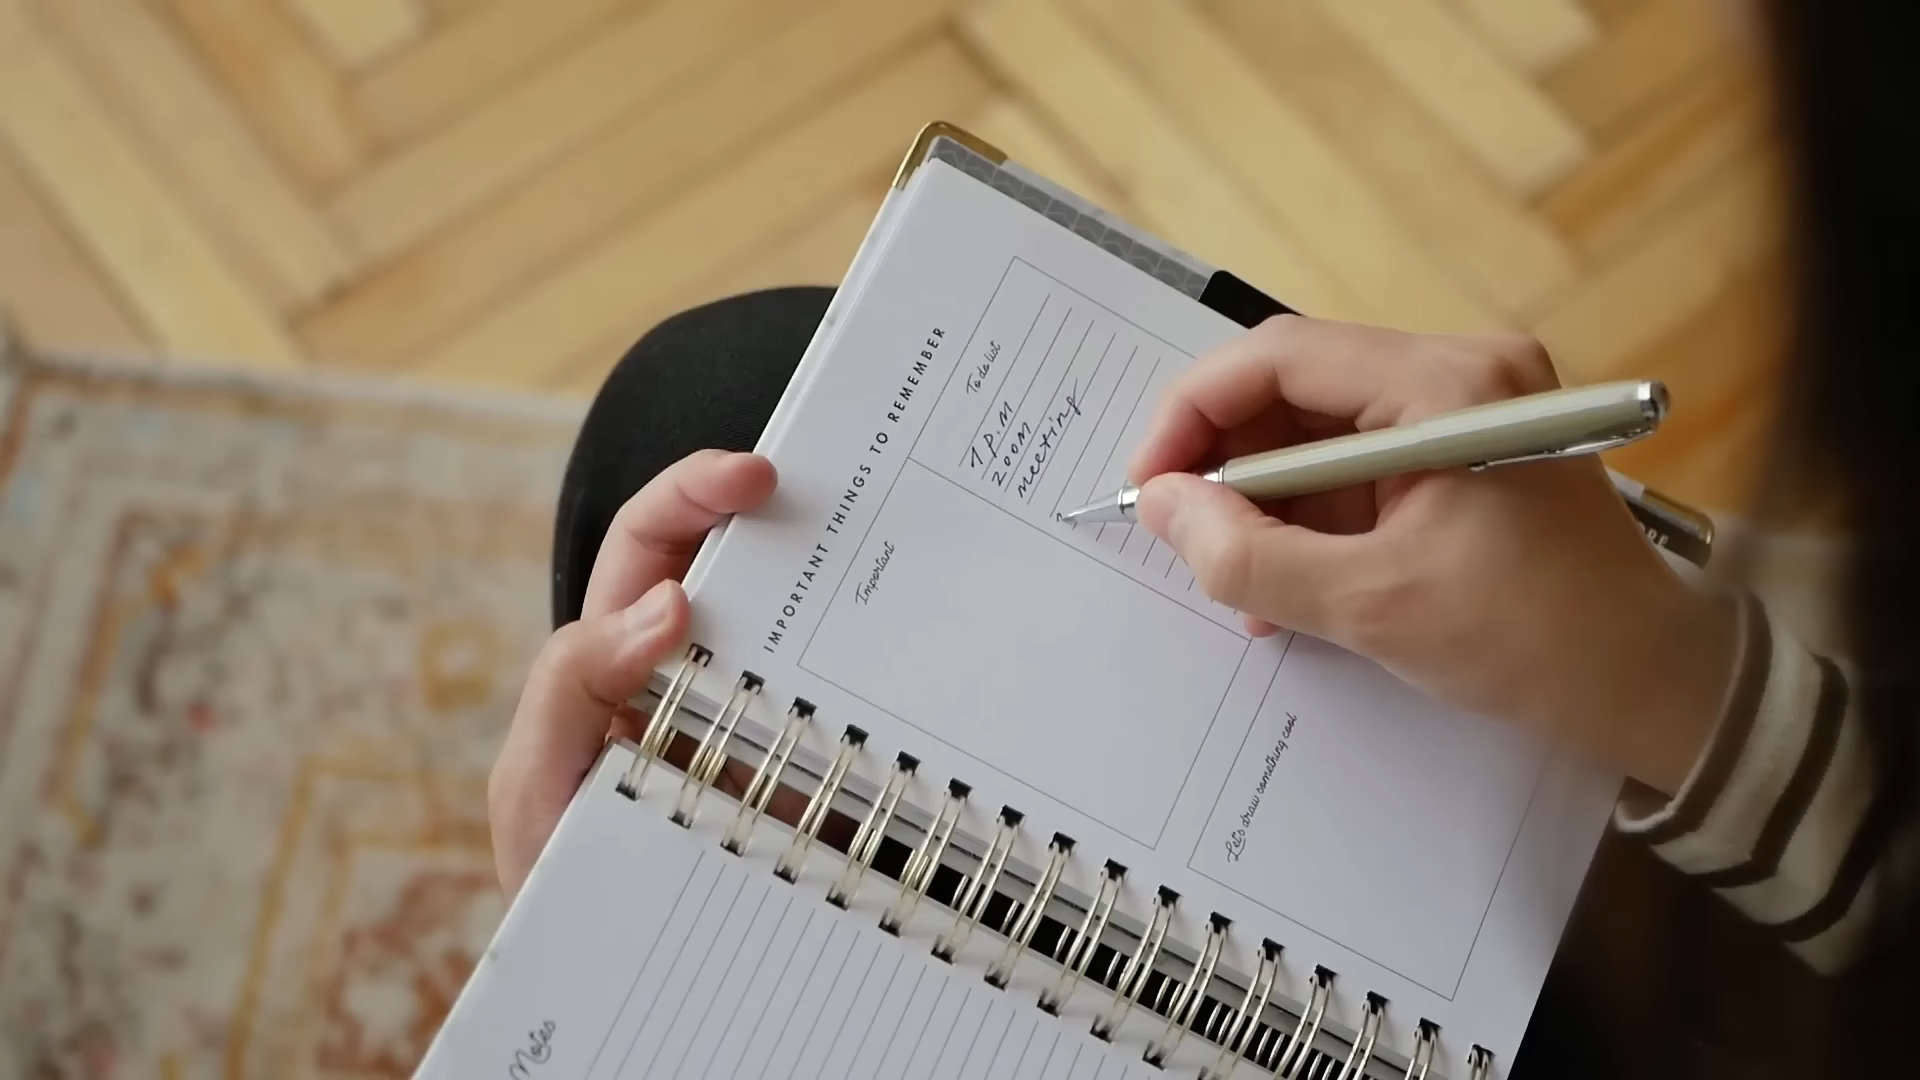 IMPORTANT THINGS TO REMEMBER
To do list
1 P.M
ZOOM
meeting
Important
Let's draw something cool
Notes